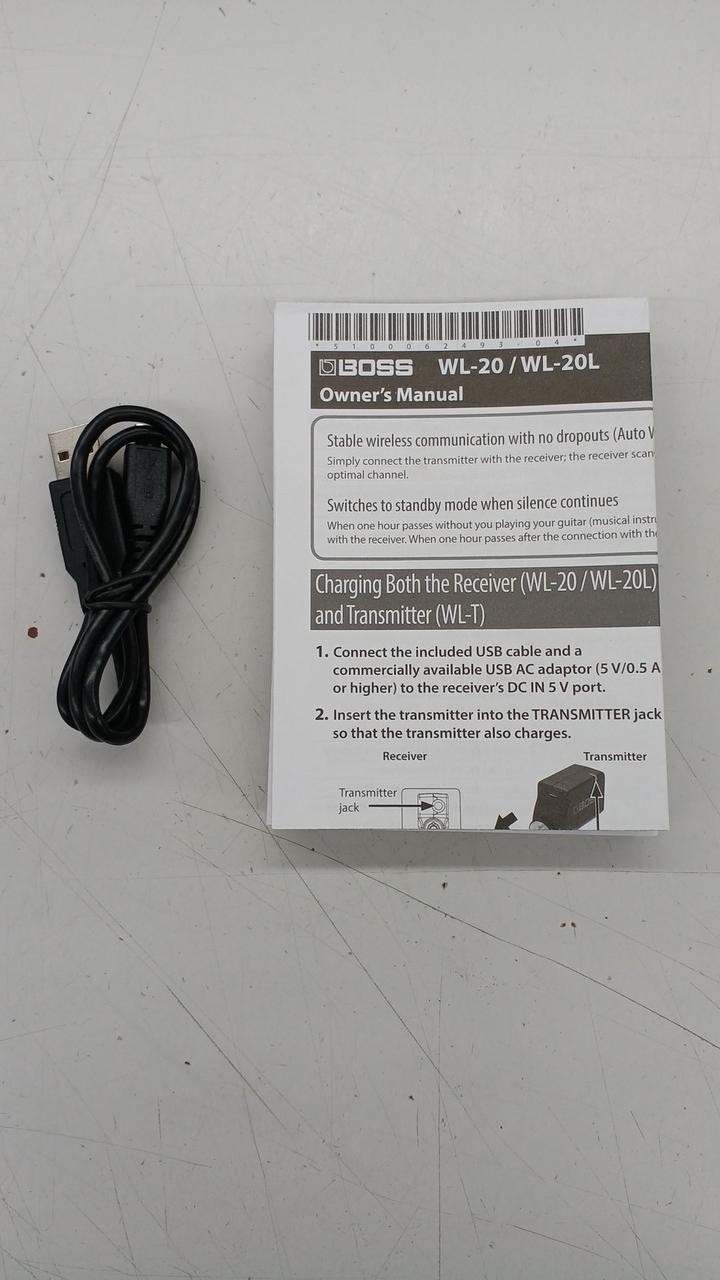 *5100062493-04*
BOSS WL-20 / WL-20L
Owner's Manual
Stable wireless communication with no dropouts (Auto
Simply connect the transmitter with the receiver; the receiver scan
optimal channel.
Switches to standby mode when silence continues
When one hour passes without you playing your guitar (musical instr
with the receiver. When one hour passes after the connection with the
Charging Both the Receiver (WL-20 / WL-20L)
and Transmitter (WL-T)
1. Connect the included USB cable and a
commercially available USB AC adaptor (5 V/0.5 A
or higher) to the receiver's DC IN 5 V port.
2. Insert the transmitter into the TRANSMITTER jack
so that the transmitter also charges.
Receiver
Transmitter
Transmitter
jack
BOSS